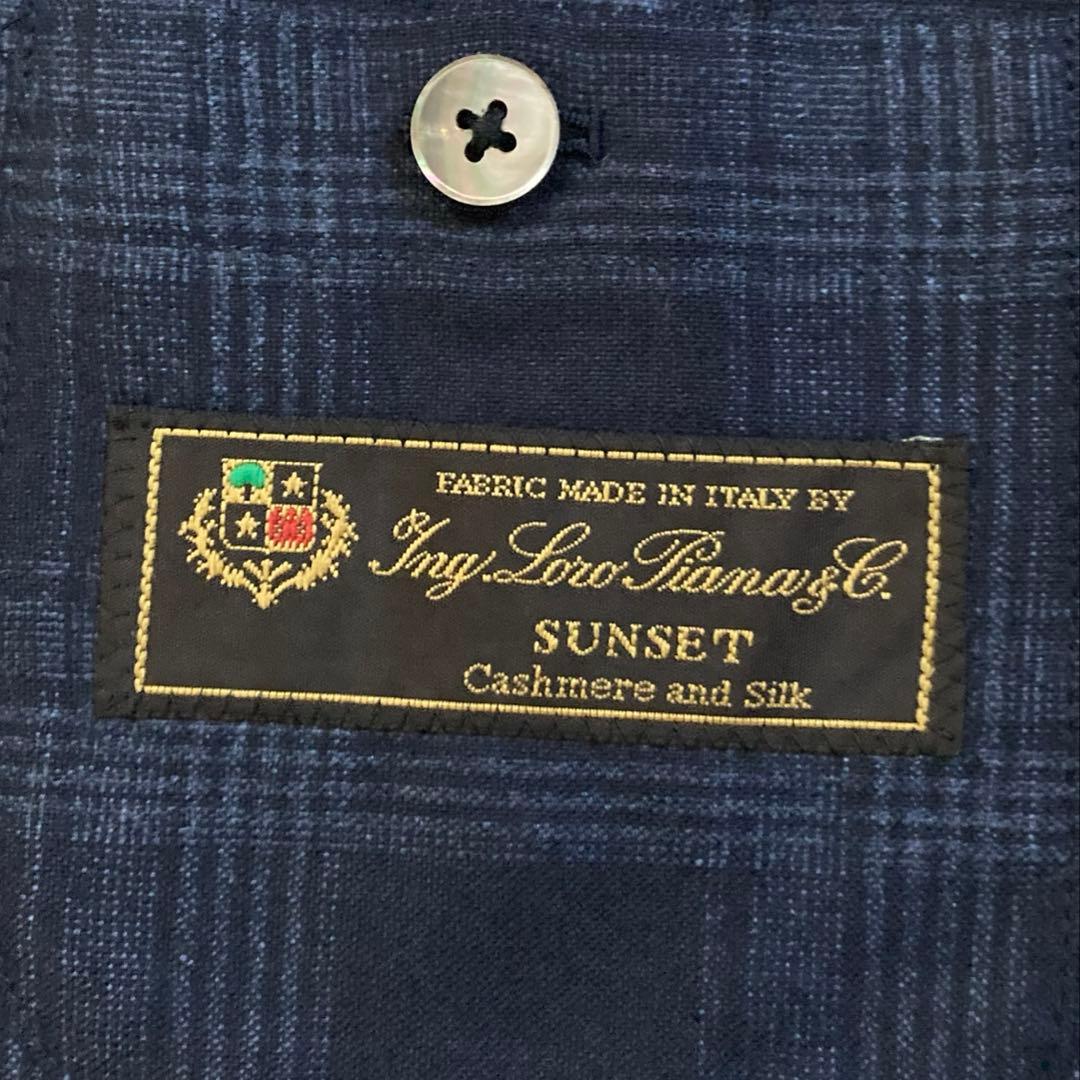 FABRIC MADE IN ITALY BY
Ing. Loro Piana & C.
SUNSET
Cashmere and Silk